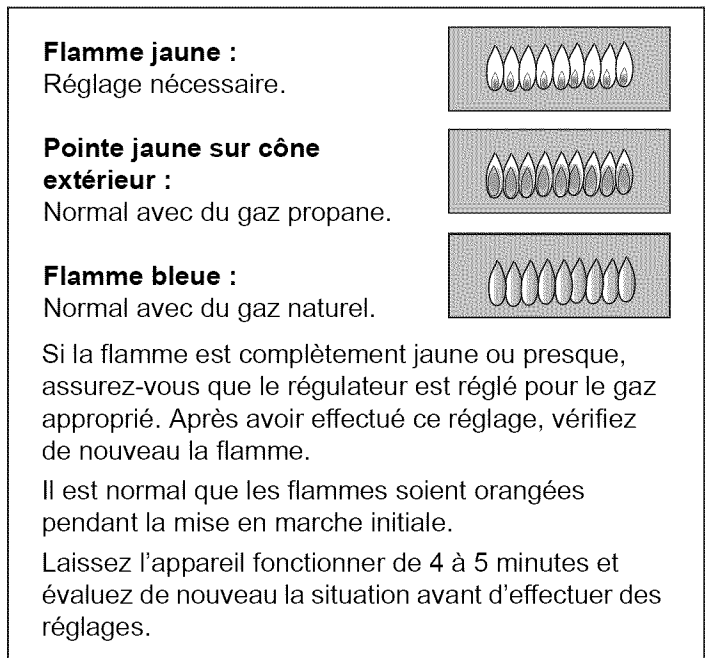 Flamme jaune :
Réglage nécessaire.
Pointe jaune sur cône
extérieur :
Normal avec du gaz propane.
Flamme bleue :
Normal avec du gaz naturel.
Si la flamme est complètement jaune ou presque,
assurez-vous que le régulateur est réglé pour le gaz
approprié. Après avoir effectué ce réglage, vérifiez
de nouveau la flamme.
Il est normal que les flammes soient orangées
pendant la mise en marche initiale.
Laissez l'appareil fonctionner de 4 à 5 minutes et
évaluez de nouveau la situation avant d'effectuer des
réglages.